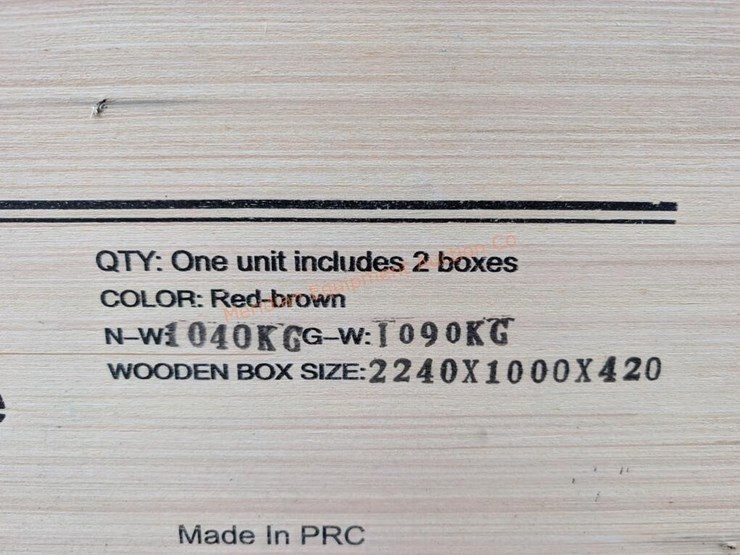 QTY: One unit includes 2 boxes
COLOR: Red-brown
N-W:1040KG G-W:1090KG
WOODEN BOX SIZE:2240X1000X420
Made In PRC